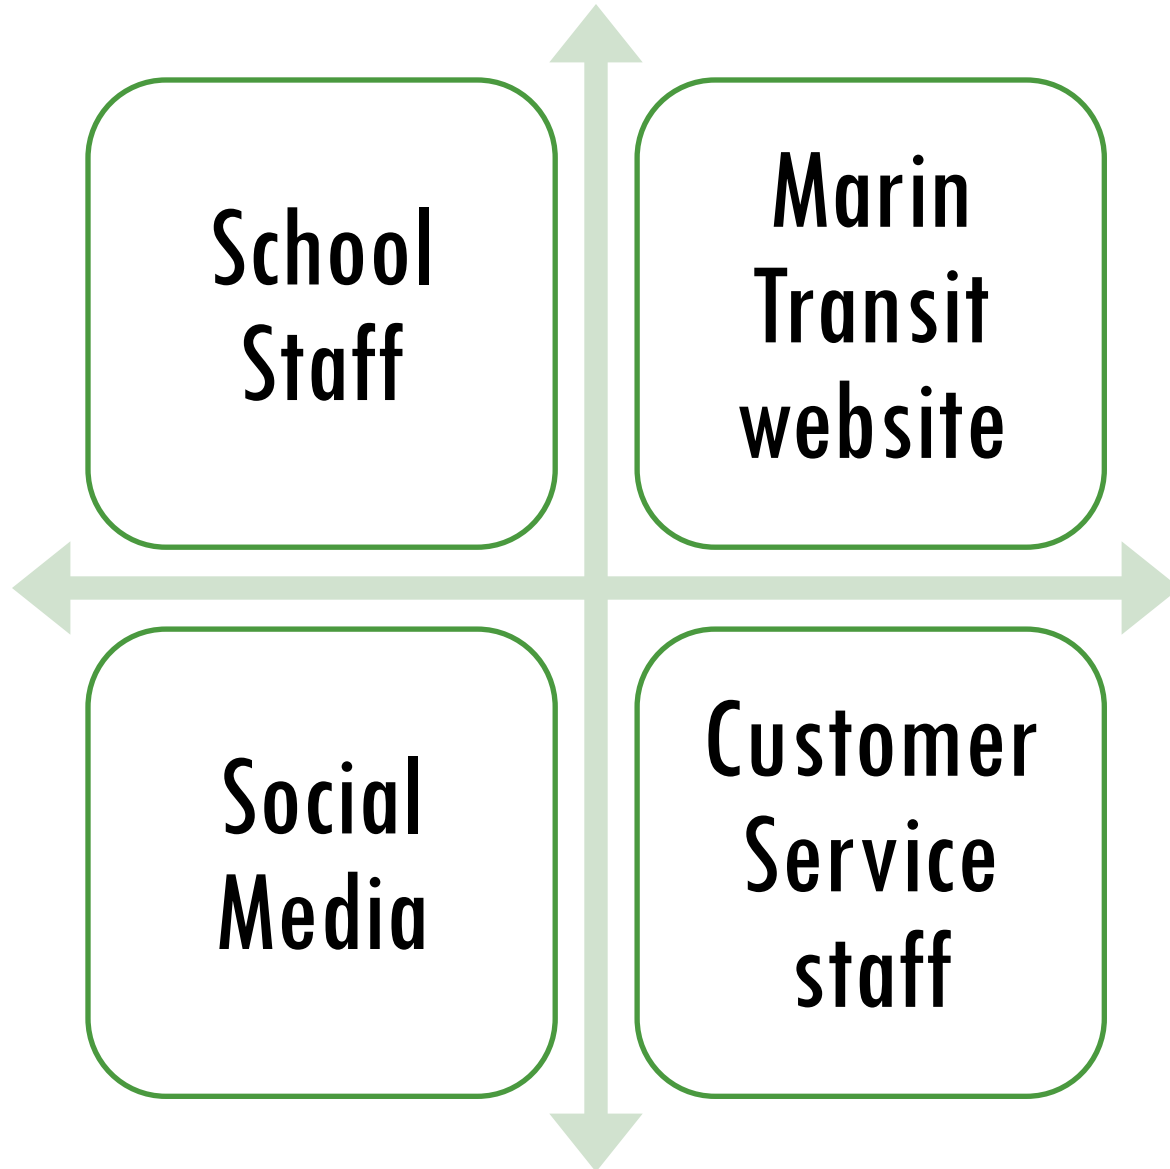 School
Staff
Marin
Transit
website
Social
Media
Customer
Service
staff